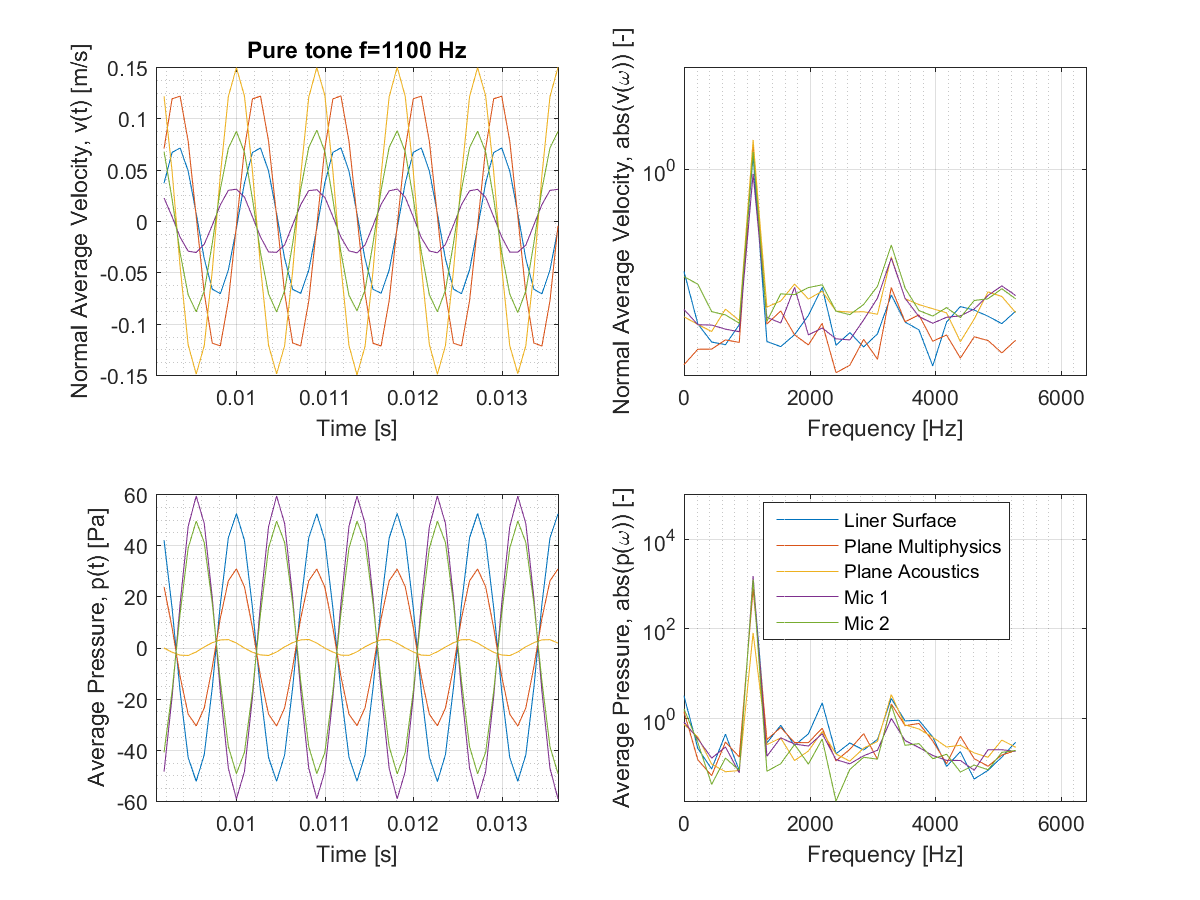 Pure tone f=1100 Hz
Normal Average Velocity, v(t) [m/s]
0.15
0.1
0.05
0
-0.05
-0.1
-0.15
0.01
0.011
0.012
0.013
Time [s]
Normal Average Velocity, abs(v(ω)) [-]
10^0
0
2000
4000
6000
Frequency [Hz]
Average Pressure, p(t) [Pa]
60
40
20
0
-20
-40
-60
0.01
0.011
0.012
0.013
Time [s]
Average Pressure, abs(p(ω)) [-]
10^4
10^2
10^0
Liner Surface
Plane Multiphysics
Plane Acoustics
Mic 1
Mic 2
0
2000
4000
6000
Frequency [Hz]